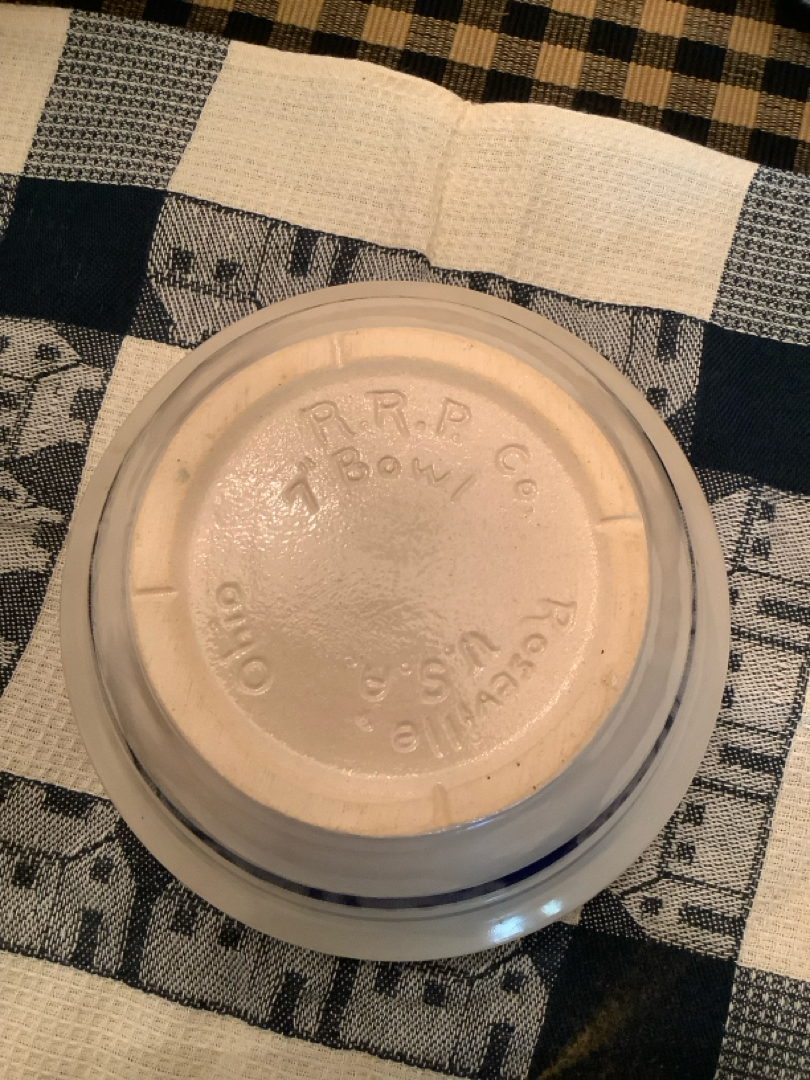 R.R.P. Co.
7" Bowl
Roseville,
Ohio
U.S.A.